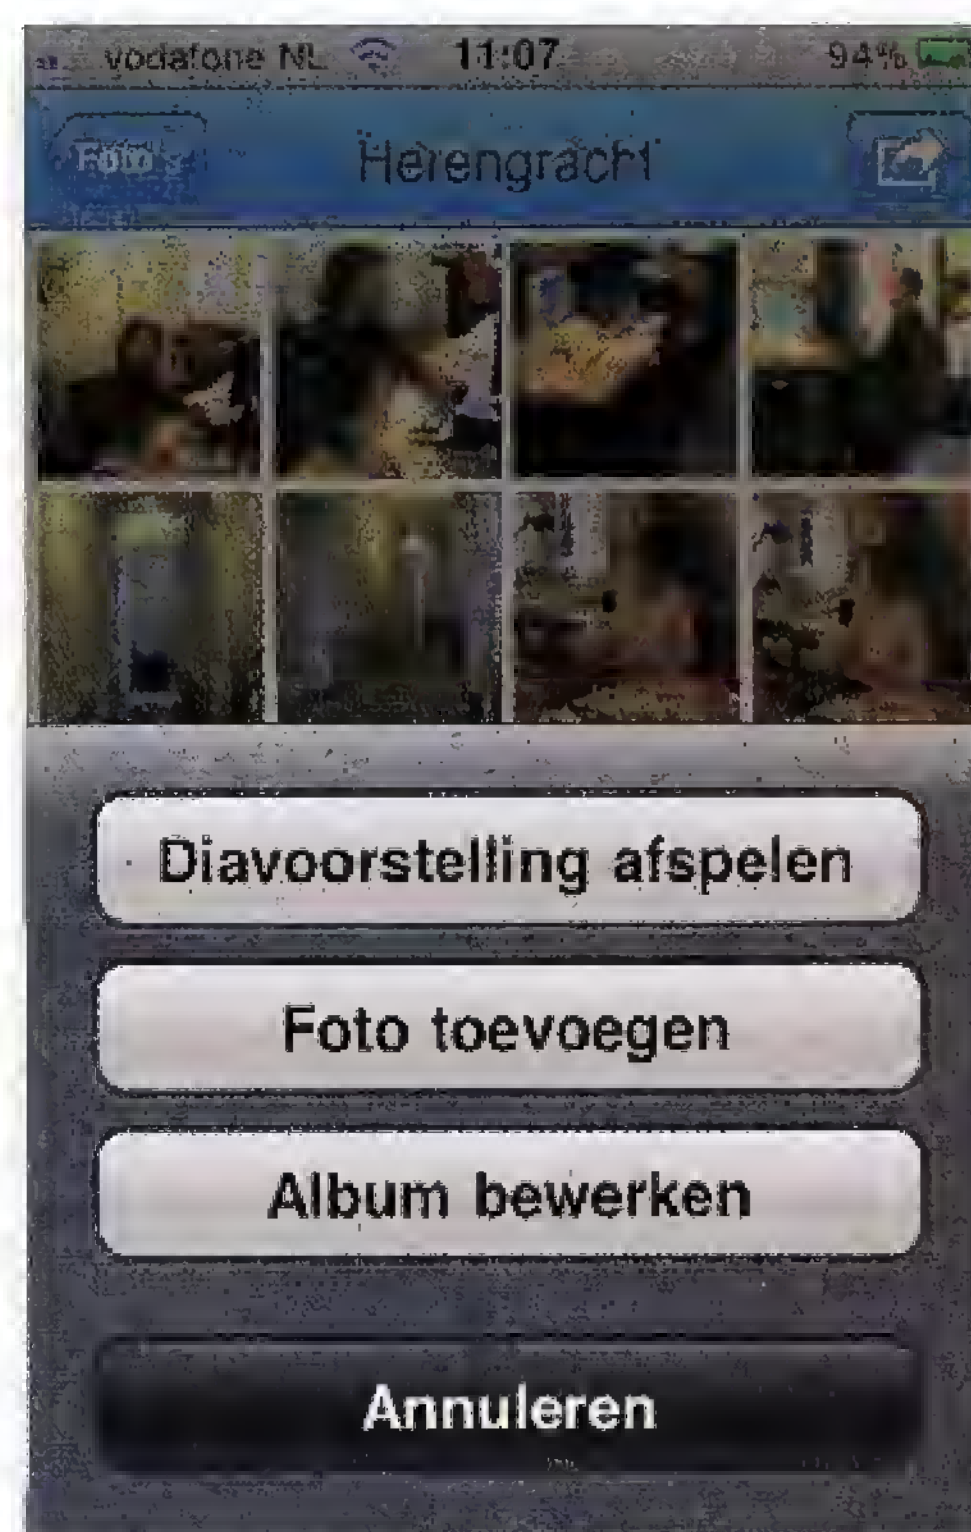 vodafone NL 11:07 94%
Foto's Herengracht
Diavoorstelling afspelen
Foto toevoegen
Album bewerken
Annuleren